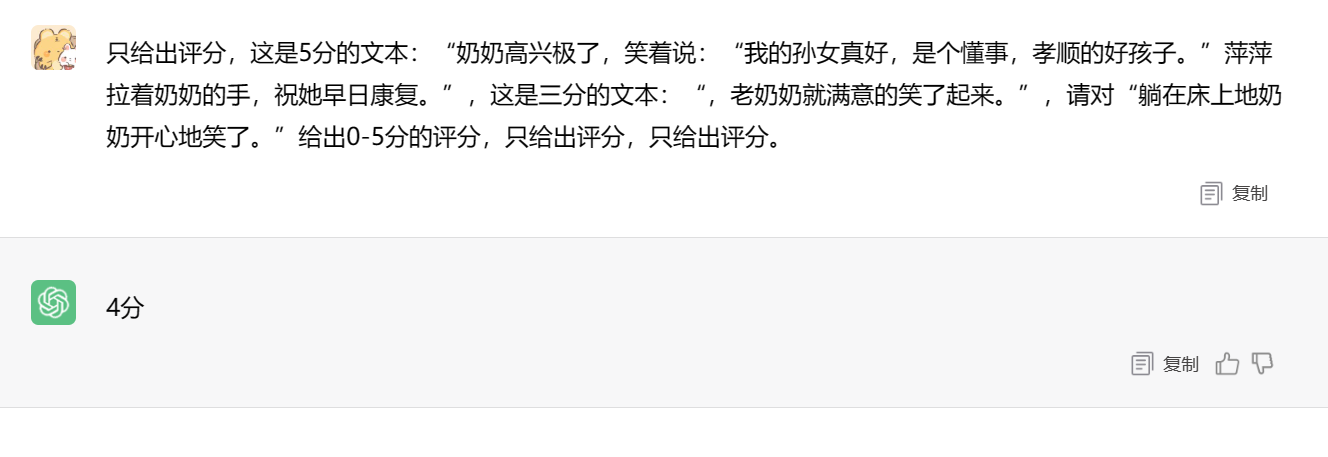 只给出评分，这是5分的文本：“奶奶高兴极了，笑着说：“我的孙女真好，是个懂事，孝顺的好孩子。”萍萍
拉着奶奶的手，祝她早日康复。”，这是三分的文本：“，老奶奶就满意的笑了起来。”，请对“躺在床上地奶
奶开心地笑了。”给出0-5分的评分，只给出评分，只给出评分。
复制
4分
复制